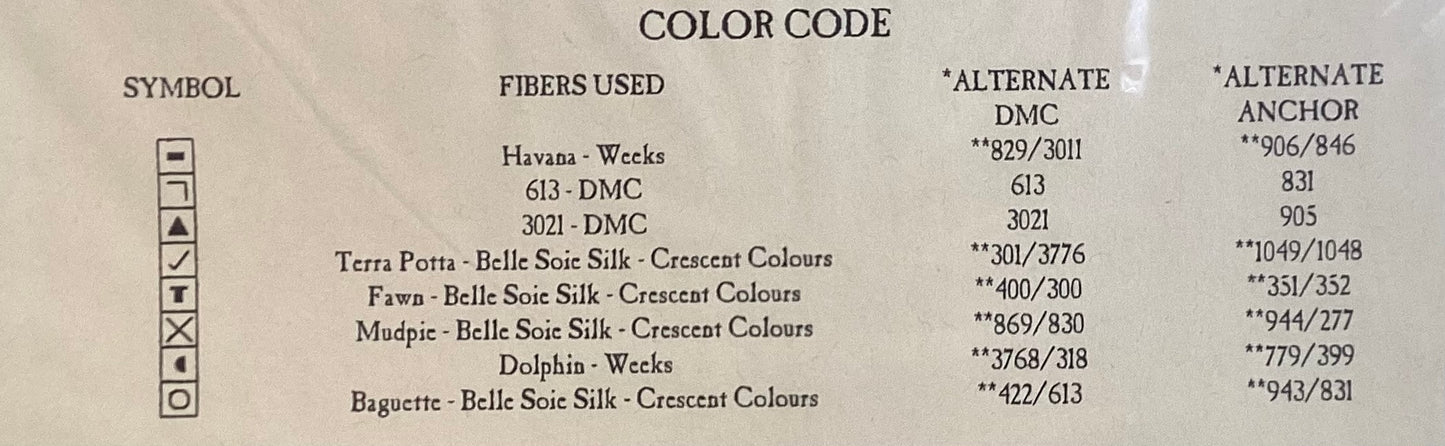 COLOR CODE
SYMBOL FIBERS USED *ALTERNATE DMC *ALTERNATE ANCHOR
Havana - Weeks **829/3011 **906/846
613 - DMC 613 831
3021 - DMC 3021 905
Terra Potta - Belle Soie Silk - Crescent Colours **301/3776 **1049/1048
Fawn - Belle Soie Silk - Crescent Colours **400/300 **351/352
T
Mudpie - Belle Soie Silk - Crescent Colours **869/830 **944/277
Dolphin - Weeks **3768/318 **779/399
Baguette - Belle Soie Silk - Crescent Colours **422/613 **943/831